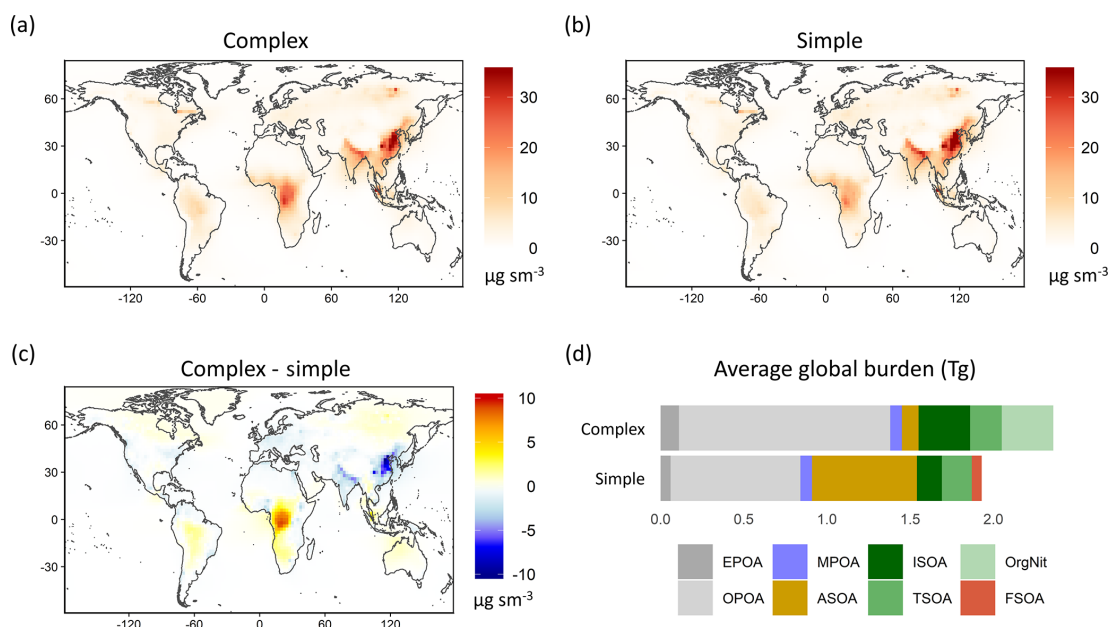 (a)
Complex
60
30
0
-30
-120 -60 0 60 120
30
20
10
0
µg sm-3
(b)
Simple
60
30
0
-30
-120 -60 0 60 120
30
20
10
0
µg sm-3
(c)
Complex - simple
60
30
0
-30
-120 -60 0 60 120
10
5
0
-5
-10
µg sm-3
(d)
Average global burden (Tg)
Complex
Simple
0.0 0.5 1.0 1.5 2.0
EPOA MPOA ISOA OrgNit
OPOA ASOA TSOA FSOA